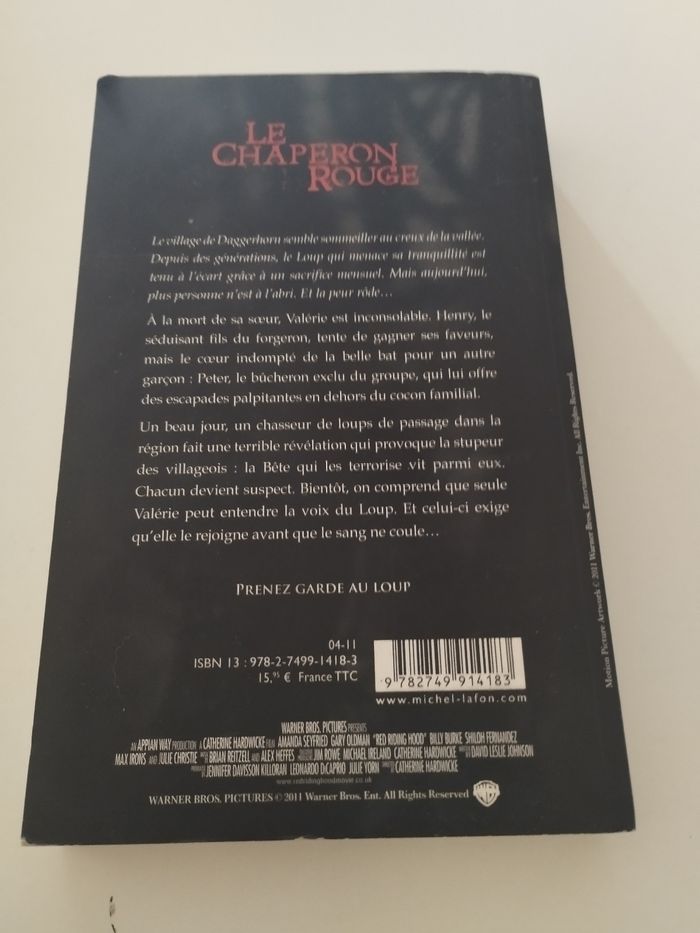 LE
CHAPERON
ROUGE
Le village de Daggerhorn semble sommeiller au creux de la vallée.
Depuis des générations, le Loup qui menace sa tranquillité est
tenu à l'écart grâce à un sacrifice mensuel. Mais aujourd'hui,
plus personne n'est à l'abri. Et la peur rôde…
À la mort de sa sœur, Valérie est inconsolable. Henry, le
séduisant fils du forgeron, tente de gagner ses faveurs,
mais le cœur indompté de la belle bat pour un autre
garçon : Peter, le bûcheron exclu du groupe, qui lui offre
des escapades palpitantes en dehors du cocon familial.
Un beau jour, un chasseur de loups de passage dans la
région fait une terrible révélation qui provoque la stupeur
des villageois : la Bête qui les terrorise vit parmi eux.
Chacun devient suspect. Bientôt, on comprend que seule
Valérie peut entendre la voix du Loup. Et celui-ci exige
qu'elle le rejoigne avant que le sang ne coule…
PRENEZ GARDE AU LOUP
04-11
ISBN 13 : 978-2-7499-1418-3
15,95 € France TTC
9 782749 914183
www.michel-lafon.com
Motion Picture Artwork © 2011 Warner Bros. Entertainment Inc. All Rights Reserved.
WARNER BROS. PICTURES PRESENTS
AN APPIAN WAY PRODUCTION A CATHERINE HARDWICKE FILM AMANDA SEYFRIED GARY OLDMAN "RED RIDING HOOD" BILLY BURKE SHILOH FERNANDEZ
MAX IRONS AND JULIE CHRISTIE BRIAN REITZELL AND ALEX HEFFES JIM ROWE MICHAEL IRELAND CATHERINE HARDWICKE DAVID LESLIE JOHNSON
JENNIFER DAVISSON KILLORAN LEONARDO DiCAPRIO JULIE YORN CATHERINE HARDWICKE
www.redridinghoodmovie.co.uk
WARNER BROS. PICTURES © 2011 Warner Bros. Ent. All Rights Reserved